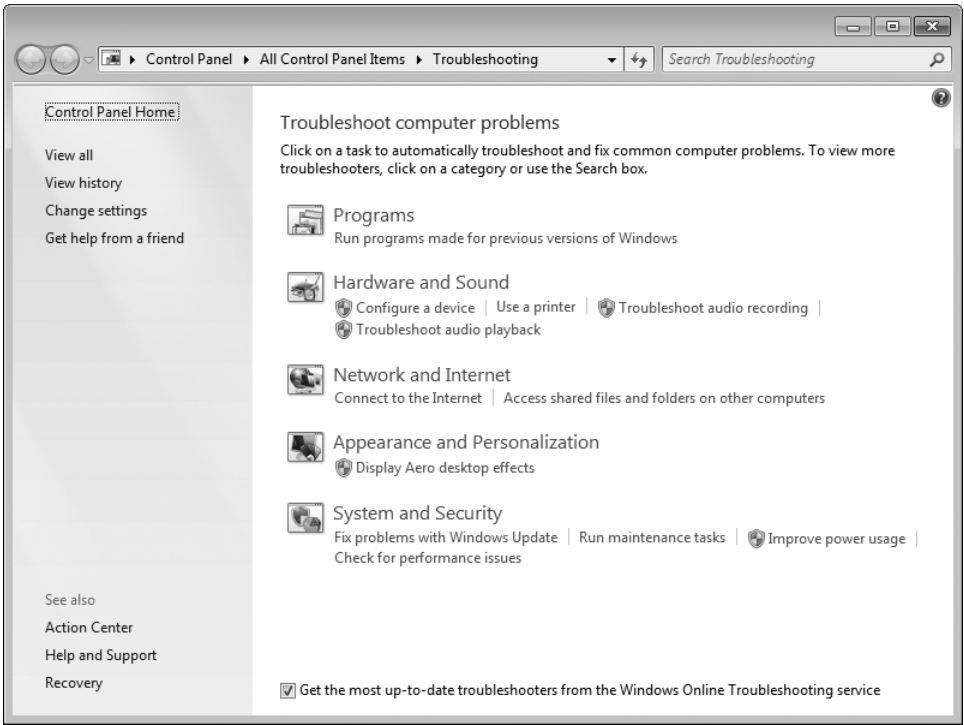 Control Panel
All Control Panel Items
Troubleshooting
Search Troubleshooting
Control Panel Home
View all
View history
Change settings
Get help from a friend
See also
Action Center
Help and Support
Recovery
Troubleshoot computer problems
Click on a task to automatically troubleshoot and fix common computer problems. To view more
troubleshooters, click on a category or use the Search box.
Programs
Run programs made for previous versions of Windows
Hardware and Sound
Configure a device | Use a printer | Troubleshoot audio recording |
Troubleshoot audio playback
Network and Internet
Connect to the Internet | Access shared files and folders on other computers
Appearance and Personalization
Display Aero desktop effects
System and Security
Fix problems with Windows Update | Run maintenance tasks | Improve power usage |
Check for performance issues
Get the most up-to-date troubleshooters from the Windows Online Troubleshooting service